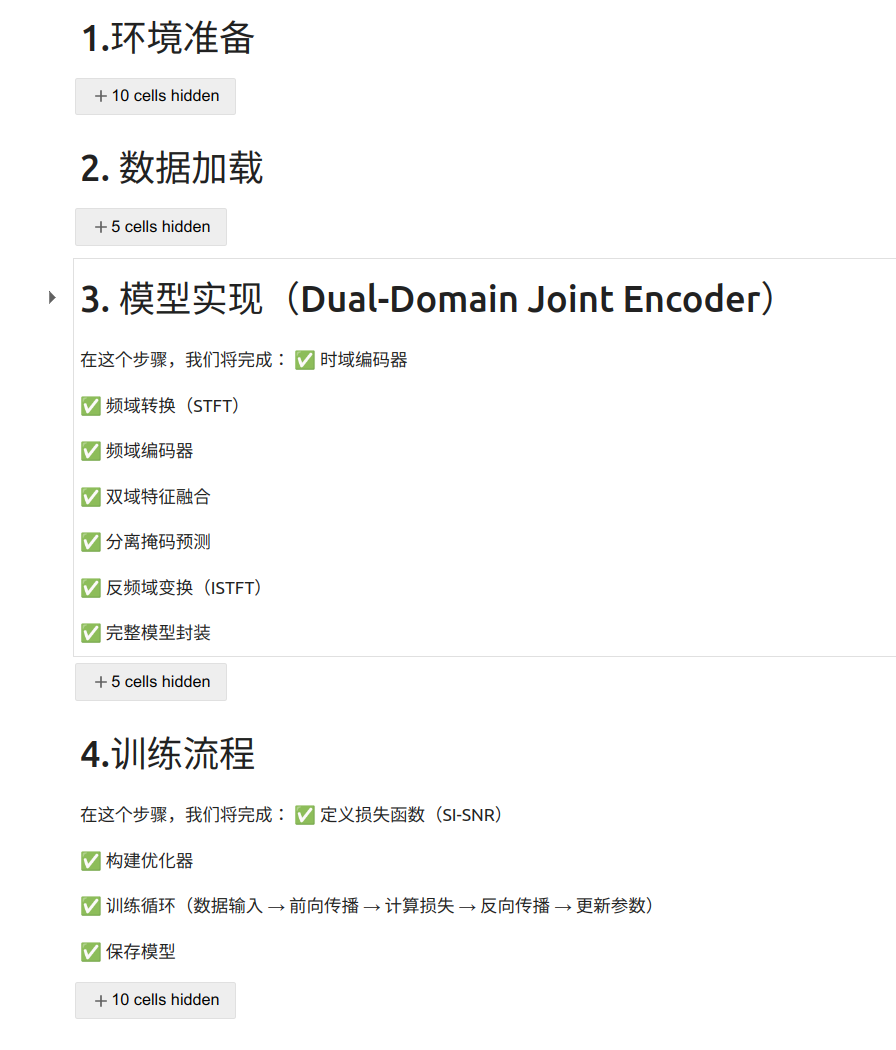 1.环境准备
+ 10 cells hidden
2. 数据加载
+ 5 cells hidden
3. 模型实现（Dual-Domain Joint Encoder）
在这个步骤，我们将完成： ✅ 时域编码器
✅ 频域转换（STFT）
✅ 频域编码器
✅ 双域特征融合
✅ 分离掩码预测
✅ 反频域变换（ISTFT）
✅ 完整模型封装
+ 5 cells hidden
4.训练流程
在这个步骤，我们将完成： ✅ 定义损失函数（SI-SNR）
✅ 构建优化器
✅ 训练循环（数据输入 → 前向传播 → 计算损失 → 反向传播 → 更新参数）
✅ 保存模型
+ 10 cells hidden